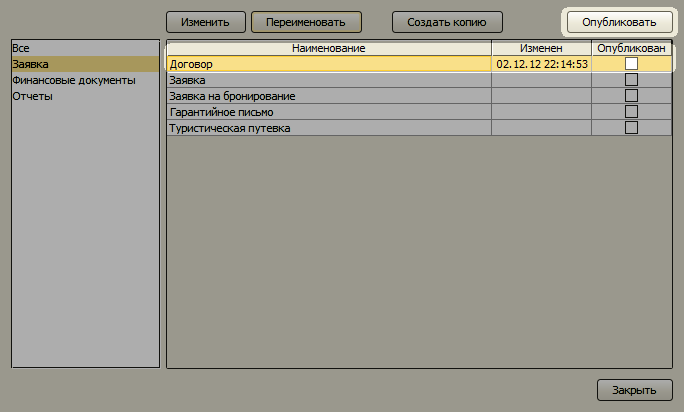 Изменить Переименовать Создать копию Опубликовать
Все
Заявка
Финансовые документы
Отчеты
Наименование Изменен Опубликован
Договор 02.12.12 22:14:53
Заявка
Заявка на бронирование
Гарантийное письмо
Туристическая путевка
Закрыть